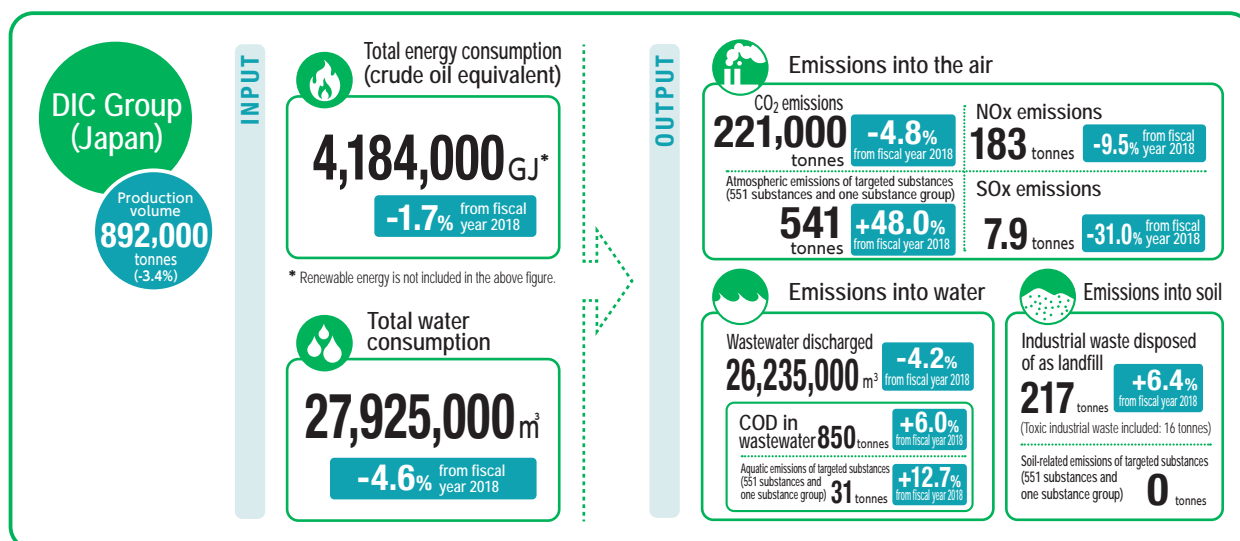 DIC Group
(Japan)
Production
volume
892,000
tonnes
(-3.4%)
INPUT
Total energy consumption
(crude oil equivalent)
4,184,000 GJ*
-1.7% from fiscal
year 2018
* Renewable energy is not included in the above figure.
Total water
consumption
27,925,000 m³
-4.6% from fiscal
year 2018
OUTPUT
Emissions into the air
CO₂ emissions
221,000
tonnes
-4.8%
from fiscal year 2018
NOx emissions
183 tonnes
-9.5% from fiscal
year 2018
Atmospheric emissions of targeted substances
(551 substances and one substance group)
541
tonnes
+48.0%
from fiscal year 2018
SOx emissions
7.9 tonnes
-31.0% from fiscal
year 2018
Emissions into water
Wastewater discharged
26,235,000 m³
-4.2%
from fiscal year 2018
COD in
wastewater 850 tonnes
+6.0%
from fiscal year 2018
Aquatic emissions of targeted substances
(551 substances and
one substance group) 31 tonnes
+12.7%
from fiscal year 2018
Emissions into soil
Industrial waste disposed
of as landfill
217 tonnes
+6.4%
from fiscal year 2018
(Toxic industrial waste included: 16 tonnes)
Soil-related emissions of targeted substances
(551 substances and
one substance group) 0 tonnes